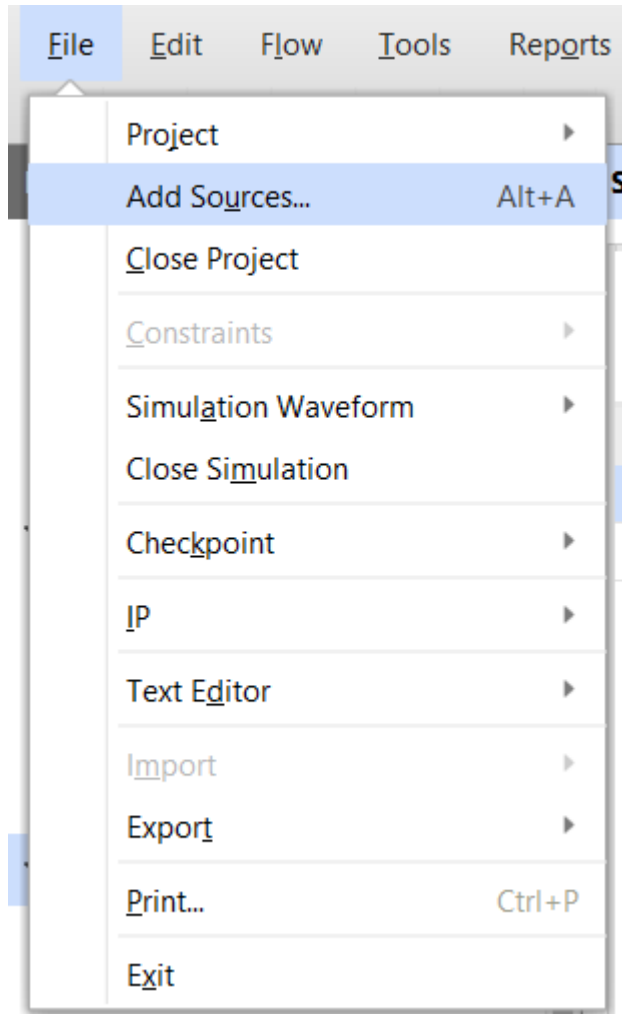 File Edit Flow Tools Reports
Project
Add Sources... Alt+A
Close Project
Constraints
Simulation Waveform
Close Simulation
Checkpoint
IP
Text Editor
Import
Export
Print... Ctrl+P
Exit